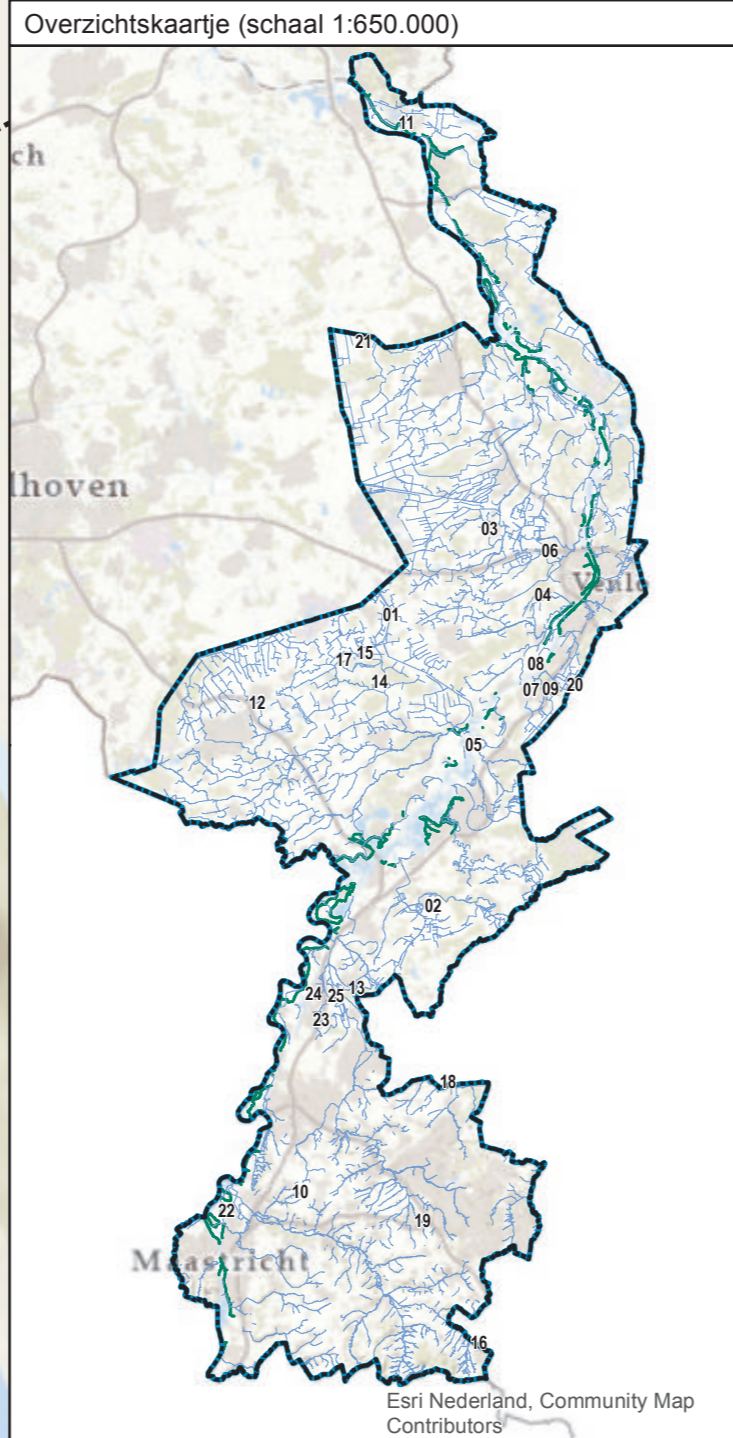 Overzichtskaartje (schaal 1:650.000)
11
ch
21
lhoven
03
06
Venlo
04
01
15
17
08
14
07 09 20
12
05
02
13
24 25
23
18
10
22
19
Maastricht
16
Esri Nederland, Community Map
Contributors